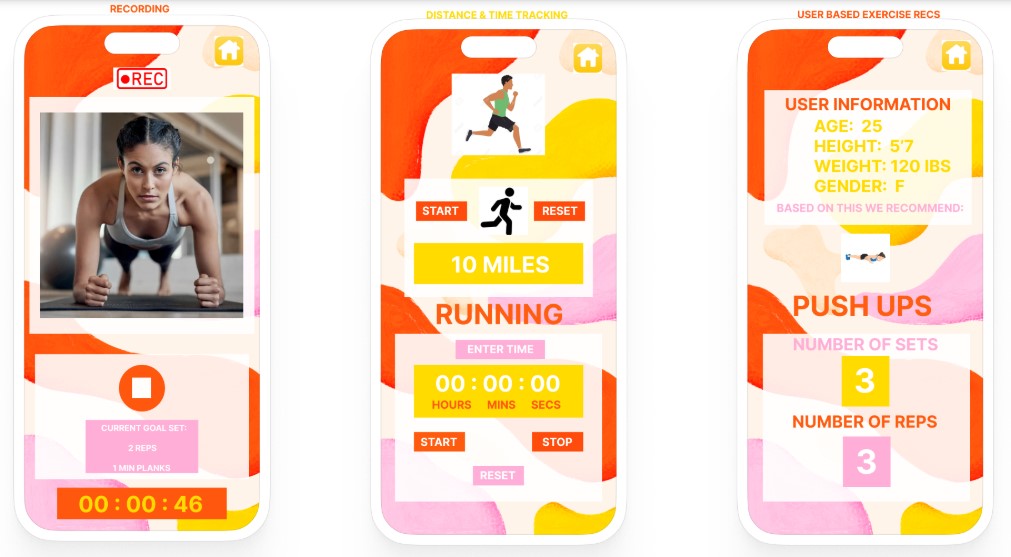 RECORDING
REC
CURRENT GOAL SET:
2 REPS
1 MIN PLANKS
00 : 00 : 46
DISTANCE & TIME TRACKING
START
RESET
10 MILES
RUNNING
ENTER TIME
00 : 00 : 00
HOURS MINS SECS
START
STOP
RESET
USER BASED EXERCISE RECS
USER INFORMATION
AGE: 25
HEIGHT: 5'7
WEIGHT: 120 lBS
GENDER: F
BASED ON THIS WE RECOMMEND:
PUSH UPS
NUMBER OF SETS
3
NUMBER OF REPS
3